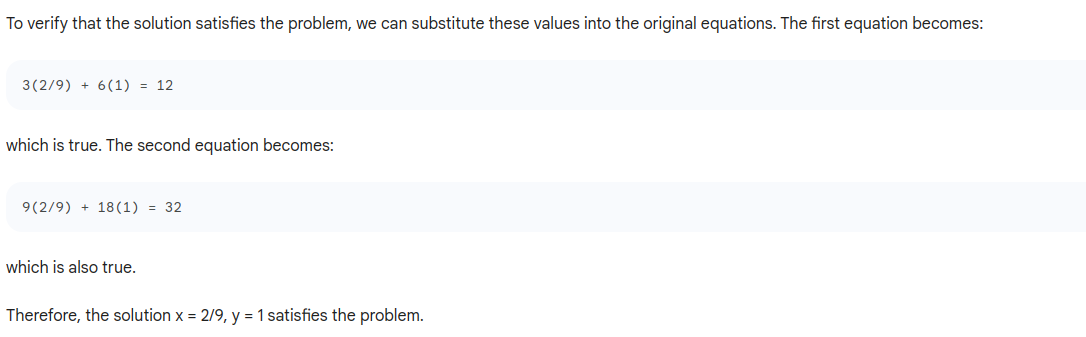 To verify that the solution satisfies the problem, we can substitute these values into the original equations. The first equation becomes:
3(2/9) + 6(1) = 12
which is true. The second equation becomes:
9(2/9) + 18(1) = 32
which is also true.
Therefore, the solution x = 2/9, y = 1 satisfies the problem.